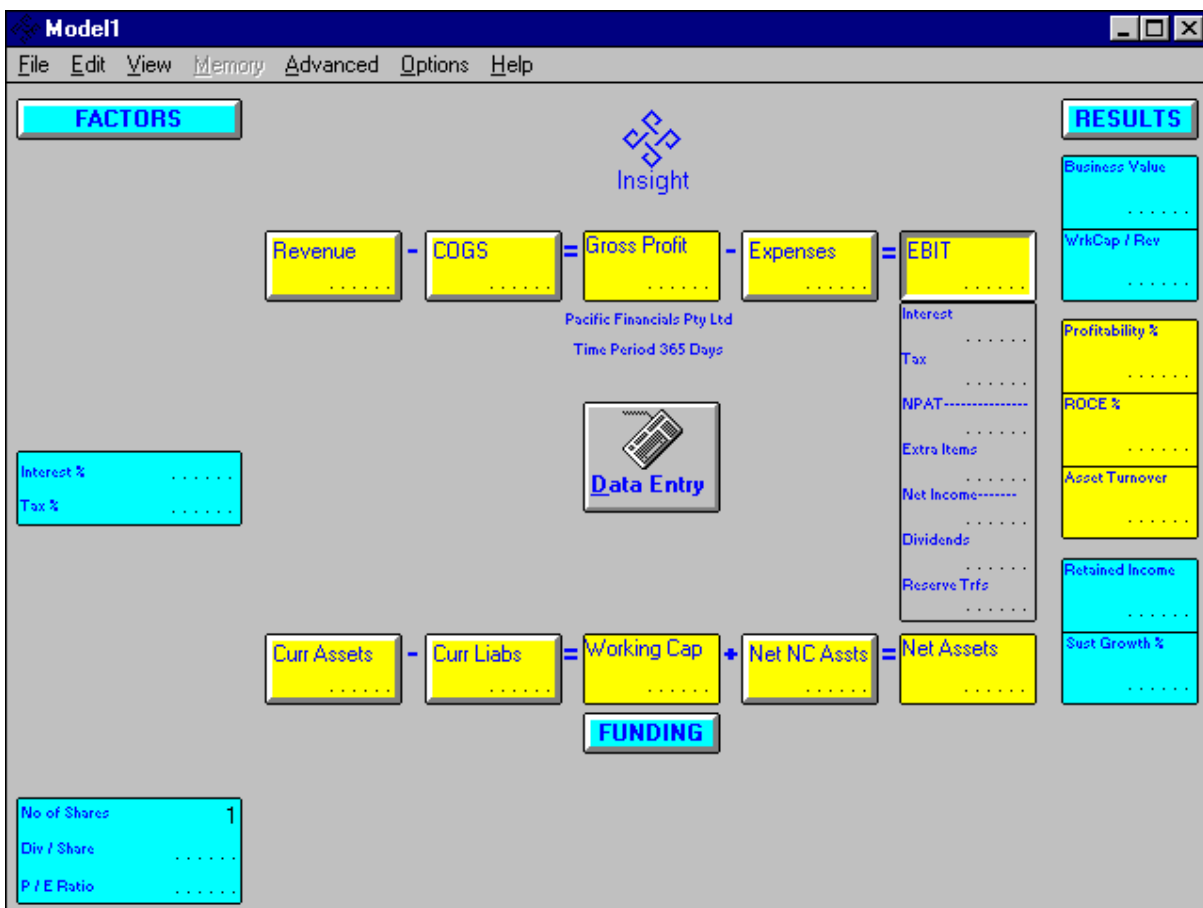 Model1
File Edit View Memory Advanced Options Help
FACTORS
RESULTS
Insight
Business Value
. . . . . .
WrkCap / Rev
. . . . . .
Revenue - COGS = Gross Profit - Expenses = EBIT
. . . . . . . . . . . . . . . . . . . . . . . . . . . . . .
Pacific Financials Pty Ltd
Time Period 365 Days
Interest
. . . . . .
Tax
. . . . . .
NPAT---------------
. . . . . .
Extra Items
. . . . . .
Net Income-------
. . . . . .
Dividends
. . . . . .
Reserve Trfs
. . . . . .
Profitability %
. . . . . .
ROCE %
. . . . . .
Asset Turnover
. . . . . .
Data Entry
Interest % . . . . . .
Tax % . . . . . .
Retained Income
. . . . . .
Sust Growth %
. . . . . .
Curr Assets - Curr Liabs = Working Cap + Net NC Assts = Net Assets
. . . . . . . . . . . . . . . . . . . . . . . . . . . . . .
FUNDING
No of Shares 1
Div / Share . . . . . .
P / E Ratio . . . . . .